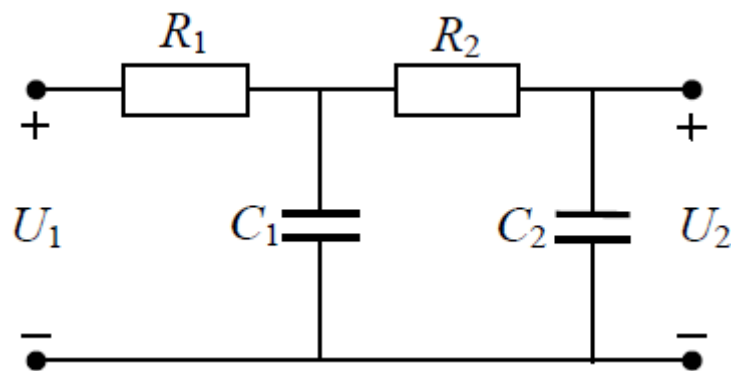 R₁ R₂
+ +
U₁ C₁ C₂ U₂
− −